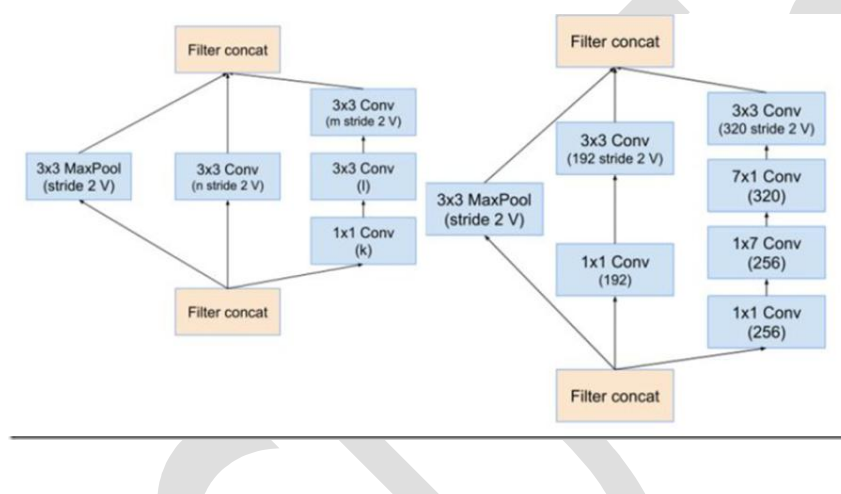 Filter concat
3x3 MaxPool
(stride 2 V)
3x3 Conv
(n stride 2 V)
3x3 Conv
(m stride 2 V)
3x3 Conv
(l)
1x1 Conv
(k)
Filter concat
Filter concat
3x3 MaxPool
(stride 2 V)
3x3 Conv
(192 stride 2 V)
1x1 Conv
(192)
3x3 Conv
(320 stride 2 V)
7x1 Conv
(320)
1x7 Conv
(256)
1x1 Conv
(256)
Filter concat